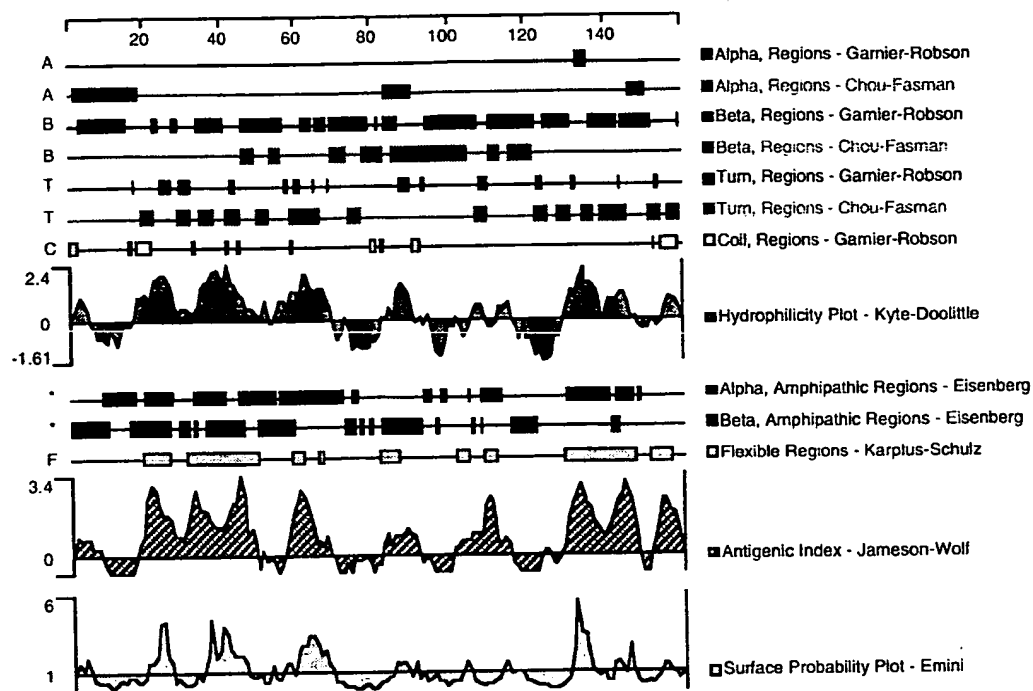 20 40 60 80 100 120 140
A Alpha, Regions - Garnier-Robson
A Alpha, Regions - Chou-Fasman
B Beta, Regions - Garnier-Robson
B Beta, Regions - Chou-Fasman
T Turn, Regions - Garnier-Robson
T Turn, Regions - Chou-Fasman
C Coil, Regions - Garnier-Robson
2.4
0
-1.61
Hydrophilicity Plot - Kyte-Doolittle
* Alpha, Amphipathic Regions - Eisenberg
* Beta, Amphipathic Regions - Eisenberg
F Flexible Regions - Karplus-Schulz
3.4
0
Antigenic Index - Jameson-Wolf
6
1
Surface Probability Plot - Emini